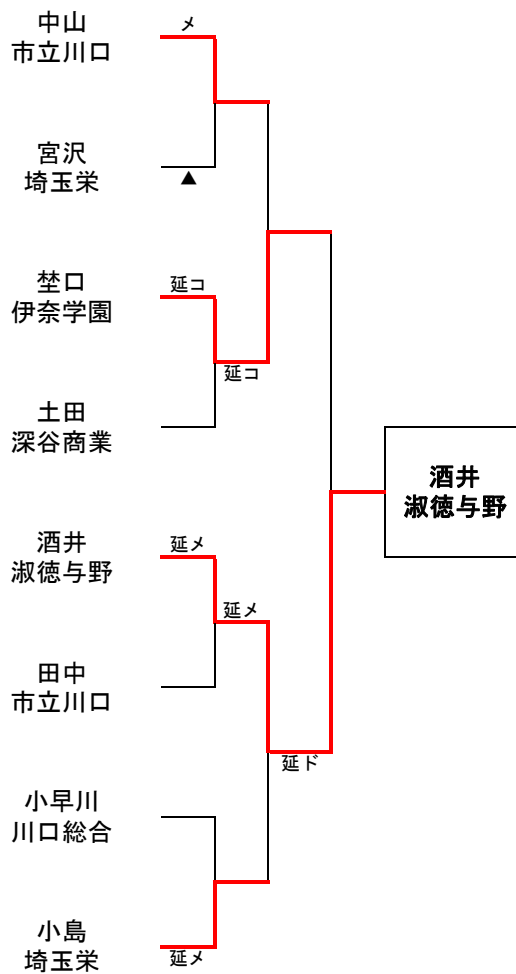 中山
市立川口
メ
宮沢
埼玉栄
▲
埜口
伊奈学園
延コ
延コ
土田
深谷商業
酒井
淑徳与野
酒井
淑徳与野
延メ
延メ
田中
市立川口
延ド
小早川
川口総合
小島
埼玉栄
延メ